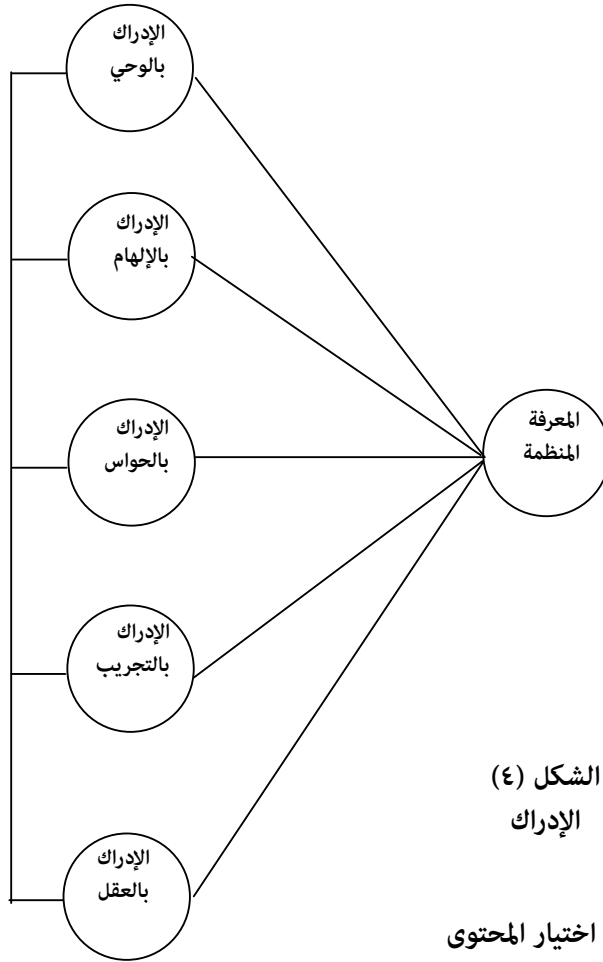 الإدراك
بالوحي
الإدراك
بالإلهام
الإدراك
بالحواس
المعرفة
المنظمة
الإدراك
بالتجريب
الشكل (٤)
الإدراك
الإدراك
بالعقل
اختيار المحتوى